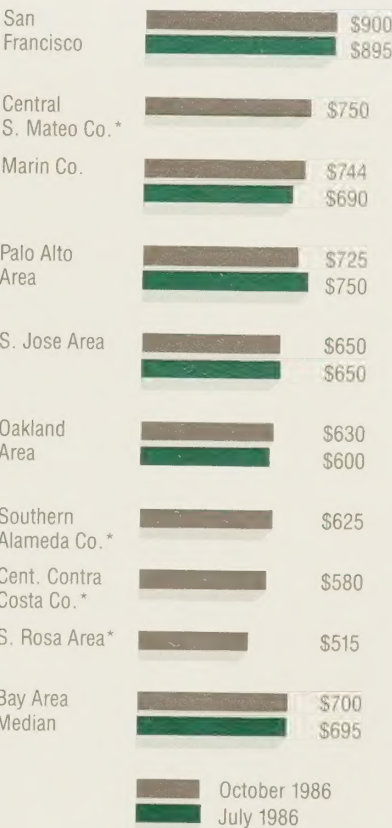 San
Francisco
$900
$895
Central
S. Mateo Co.*
$750
Marin Co.
$744
$690
Palo Alto
Area
$725
$750
S. Jose Area
$650
$650
Oakland
Area
$630
$600
Southern
Alameda Co.*
$625
Cent. Contra
Costa Co.*
$580
S. Rosa Area*
$515
Bay Area
Median
$700
$695
October 1986
July 1986